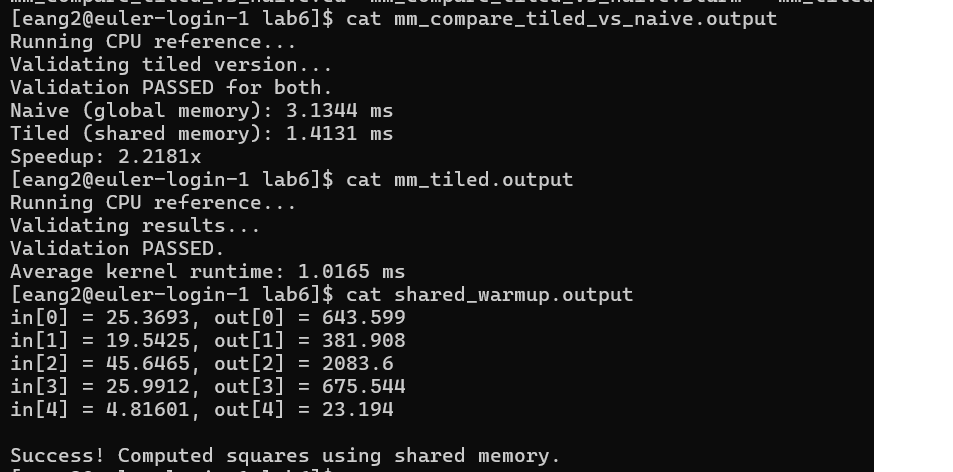 [eang2@euler-login-1 lab6]$ cat mm_compare_tiled_vs_naive.output
Running CPU reference...
Validating tiled version...
Validation PASSED for both.
Naive (global memory): 3.1344 ms
Tiled (shared memory): 1.4131 ms
Speedup: 2.2181x
[eang2@euler-login-1 lab6]$ cat mm_tiled.output
Running CPU reference...
Validating results...
Validation PASSED.
Average kernel runtime: 1.0165 ms
[eang2@euler-login-1 lab6]$ cat shared_warmup.output
in[0] = 25.3693, out[0] = 643.599
in[1] = 19.5425, out[1] = 381.908
in[2] = 45.6465, out[2] = 2083.6
in[3] = 25.9912, out[3] = 675.544
in[4] = 4.81601, out[4] = 23.194
Success! Computed squares using shared memory.